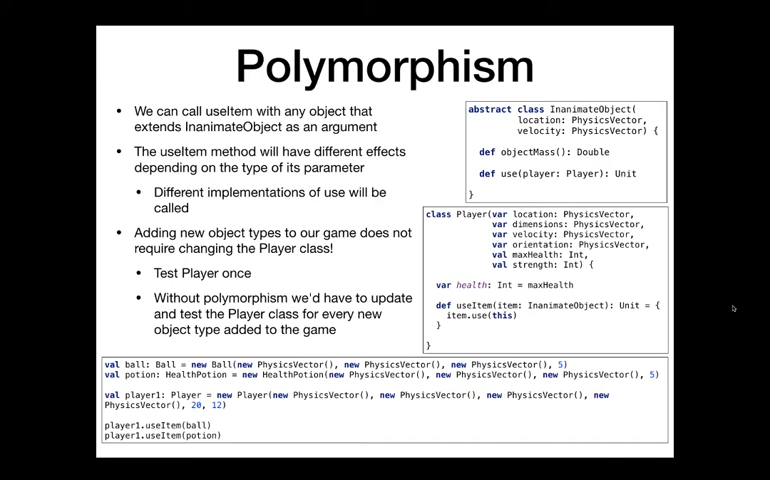 Polymorphism
• We can call useItem with any object that
extends InanimateObject as an argument
• The useItem method will have different effects
depending on the type of its parameter
• Different implementations of use will be
called
• Adding new object types to our game does not
require changing the Player class!
• Test Player once
• Without polymorphism we'd have to update
and test the Player class for every new
object type added to the game
abstract class InanimateObject(
location: PhysicsVector,
velocity: PhysicsVector) {
def objectMass(): Double
def use(player: Player): Unit
}
class Player(var location: PhysicsVector,
var dimensions: PhysicsVector,
var velocity: PhysicsVector,
var orientation: PhysicsVector,
val maxHealth: Int,
val strength: Int) {
var health: Int = maxHealth
def useItem(item: InanimateObject): Unit = {
item.use(this)
}
}
val ball: Ball = new Ball(new PhysicsVector(), new PhysicsVector(), new PhysicsVector(), 5)
val potion: HealthPotion = new HealthPotion(new PhysicsVector(), new PhysicsVector(), new PhysicsVector(), 5)
val player1: Player = new Player(new PhysicsVector(), new PhysicsVector(), new PhysicsVector(), new
PhysicsVector(), 20, 12)
player1.useItem(ball)
player1.useItem(potion)